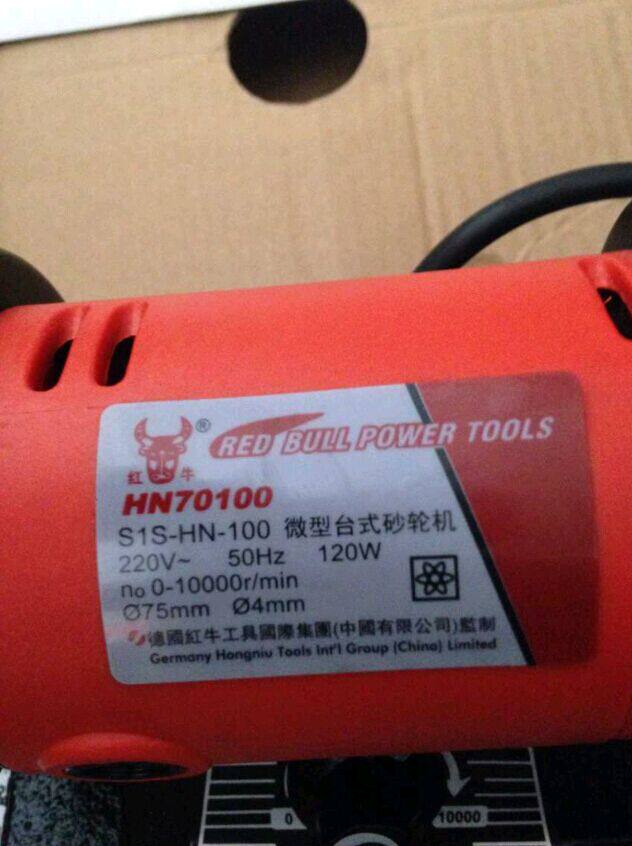 ®
RED BULL POWER TOOLS
红 牛
HN70100
S1S-HN-100 微型台式砂轮机
220V~ 50Hz 120W
no 0-10000r/min
Ø75mm Ø4mm
德國紅牛工具國際集團(中國有限公司)監制
Germany Hongniu Tools Int'l Group (China) Limited
0 10000